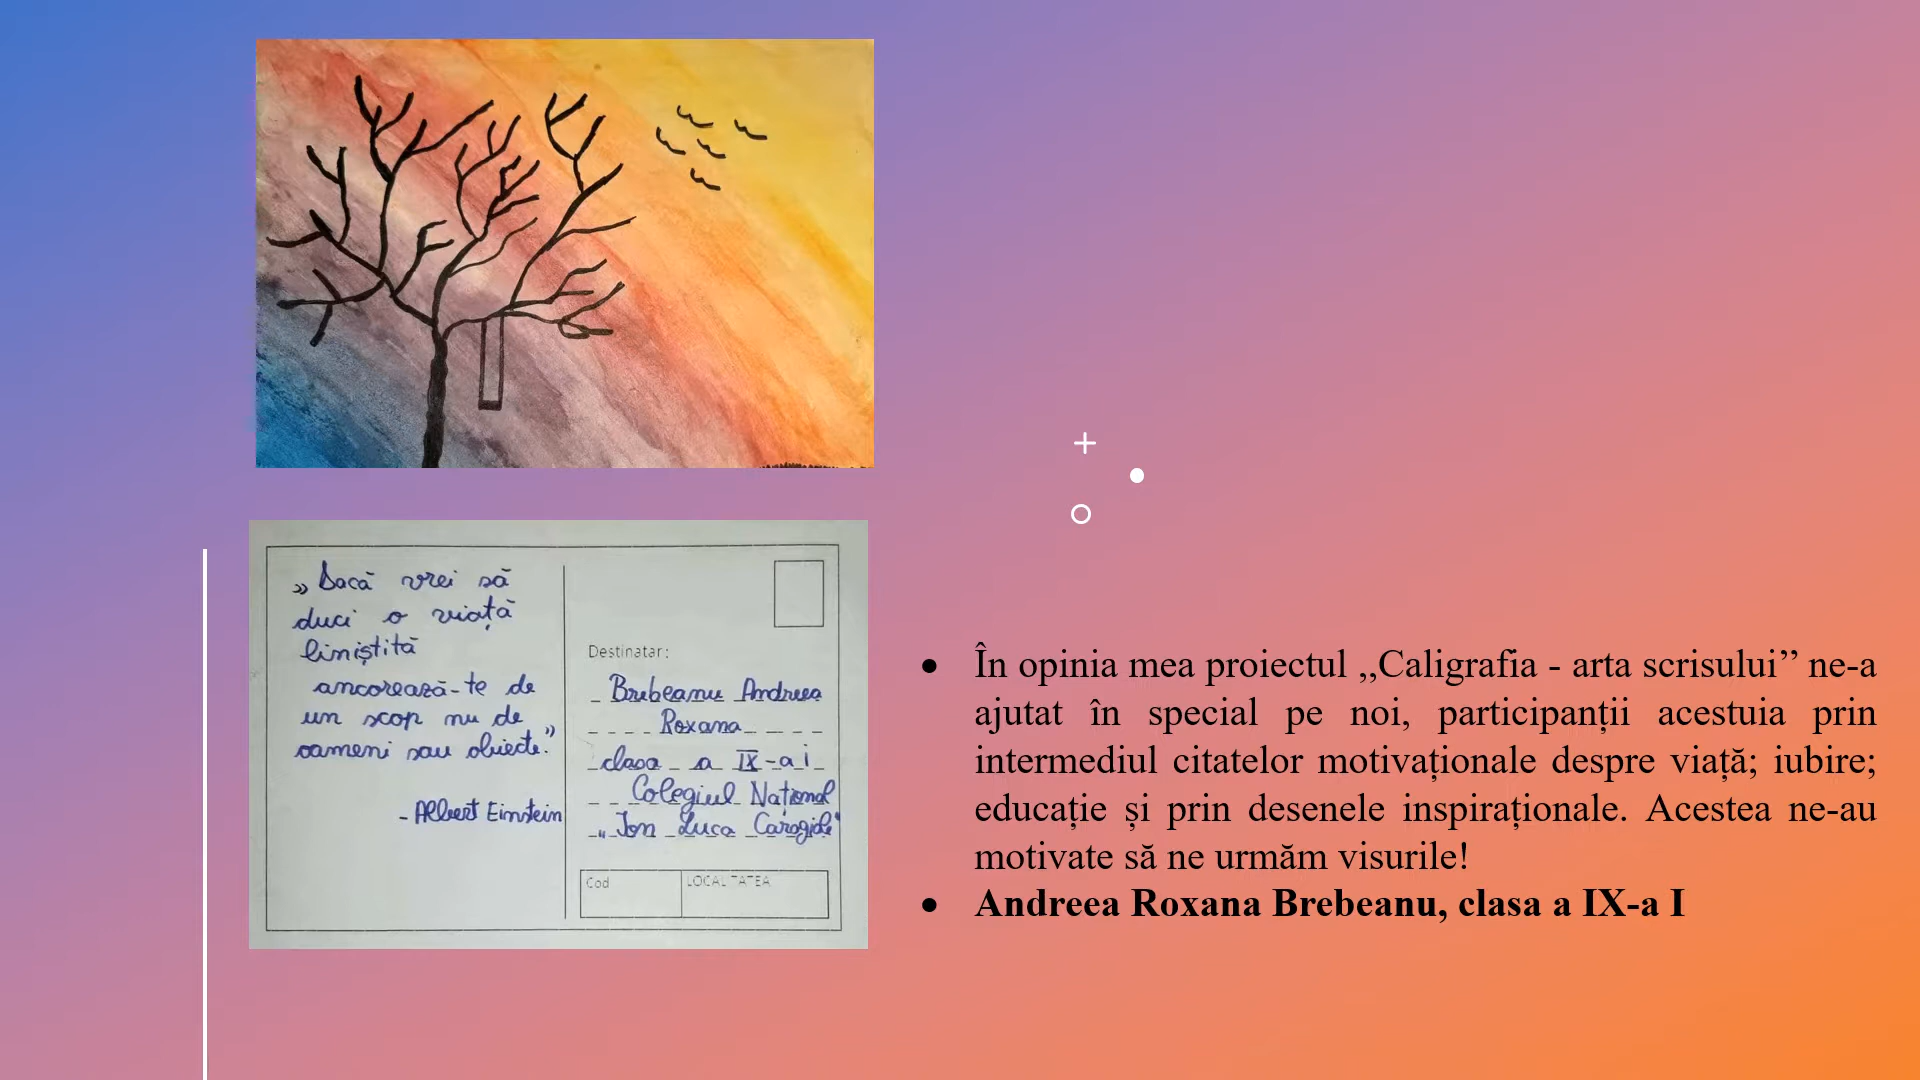 „Dacă vrei să
duci o viață
liniștită
ancorează-te de
un scop nu de
oameni sau obiecte.”
- Albert Einstein
Destinatar:
Brebeanu Andreea
Roxana
clasa a IX-a i
Colegiul Național
„Ion Luca Caragiale”
Cod
LOCALITATEA
• În opinia mea proiectul ,,Caligrafia - arta scrisului’’ ne-a
ajutat în special pe noi, participanții acestuia prin
intermediul citatelor motivaționale despre viață; iubire;
educație și prin desenele inspiraționale. Acestea ne-au
motivate să ne urmăm visurile!
• Andreea Roxana Brebeanu, clasa a IX-a I